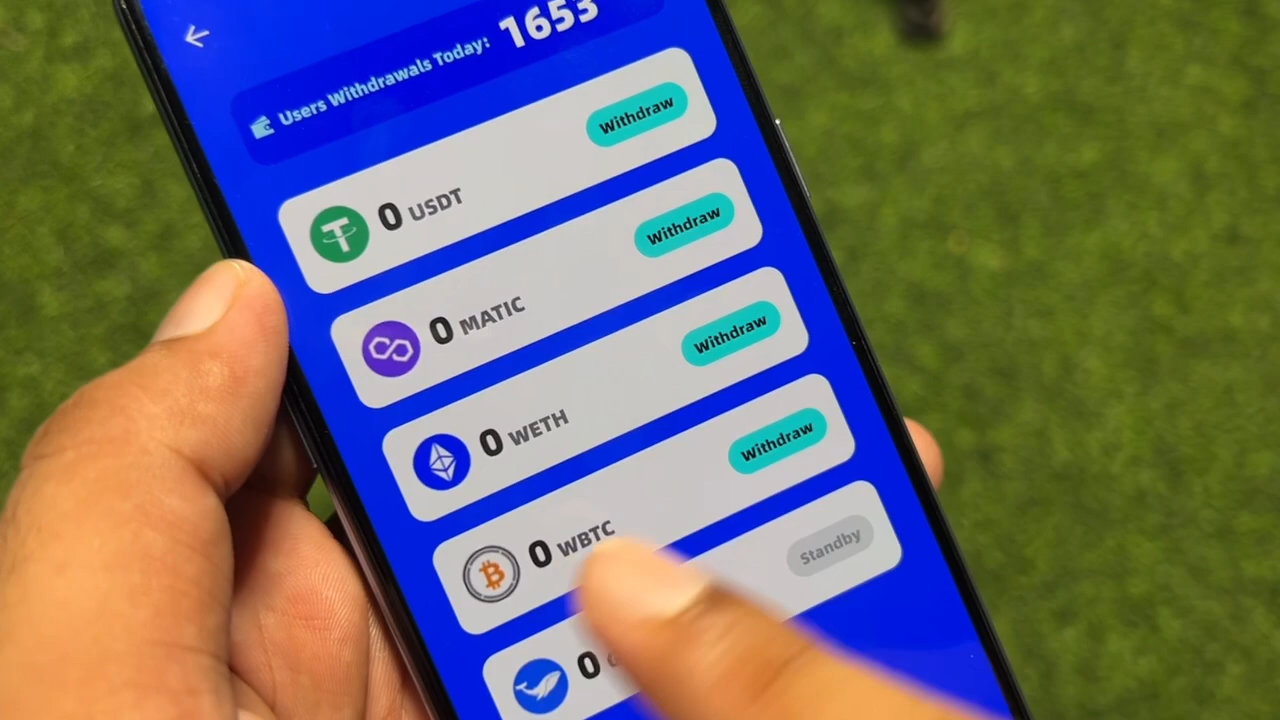 Users Withdrawals Today: 1653
0 USDT
Withdraw
0 MATIC
Withdraw
0 WETH
Withdraw
0 WBTC
Withdraw
0
Standby